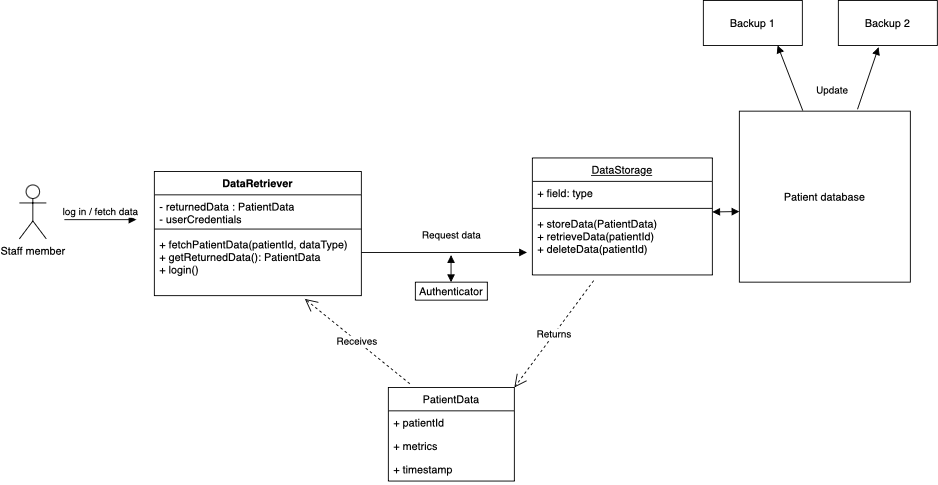 Backup 1
Backup 2
Update
Patient database
Staff member
log in / fetch data
DataRetriever
- returnedData : PatientData
- userCredentials
+ fetchPatientData(patientId, dataType)
+ getReturnedData(): PatientData
+ login()
Request data
Authenticator
DataStorage
+ field: type
+ storeData(PatientData)
+ retrieveData(patientId)
+ deleteData(patientId)
Receives
Returns
PatientData
+ patientId
+ metrics
+ timestamp